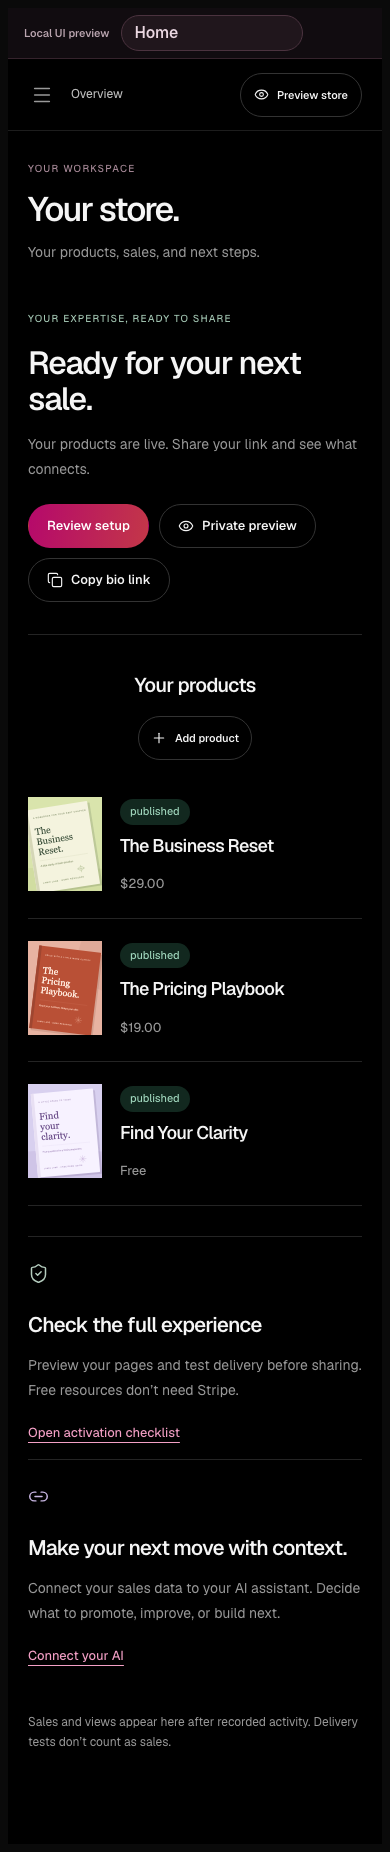 Local UI preview
Home
Overview
Preview store
YOUR WORKSPACE
Your store.
Your products, sales, and next steps.
YOUR EXPERTISE, READY TO SHARE
Ready for your next
sale.
Your products are live. Share your link and see what
connects.
Review setup
Private preview
Copy bio link
Your products
Add product
The
Business
Reset.
published
The Business Reset
$29.00
The
Pricing
Playbook.
published
The Pricing Playbook
$19.00
Find
your
clarity.
published
Find Your Clarity
Free
Check the full experience
Preview your pages and test delivery before sharing.
Free resources don’t need Stripe.
Open activation checklist
Make your next move with context.
Connect your sales data to your AI assistant. Decide
what to promote, improve, or build next.
Connect your AI
Sales and views appear here after recorded activity. Delivery
tests don’t count as sales.